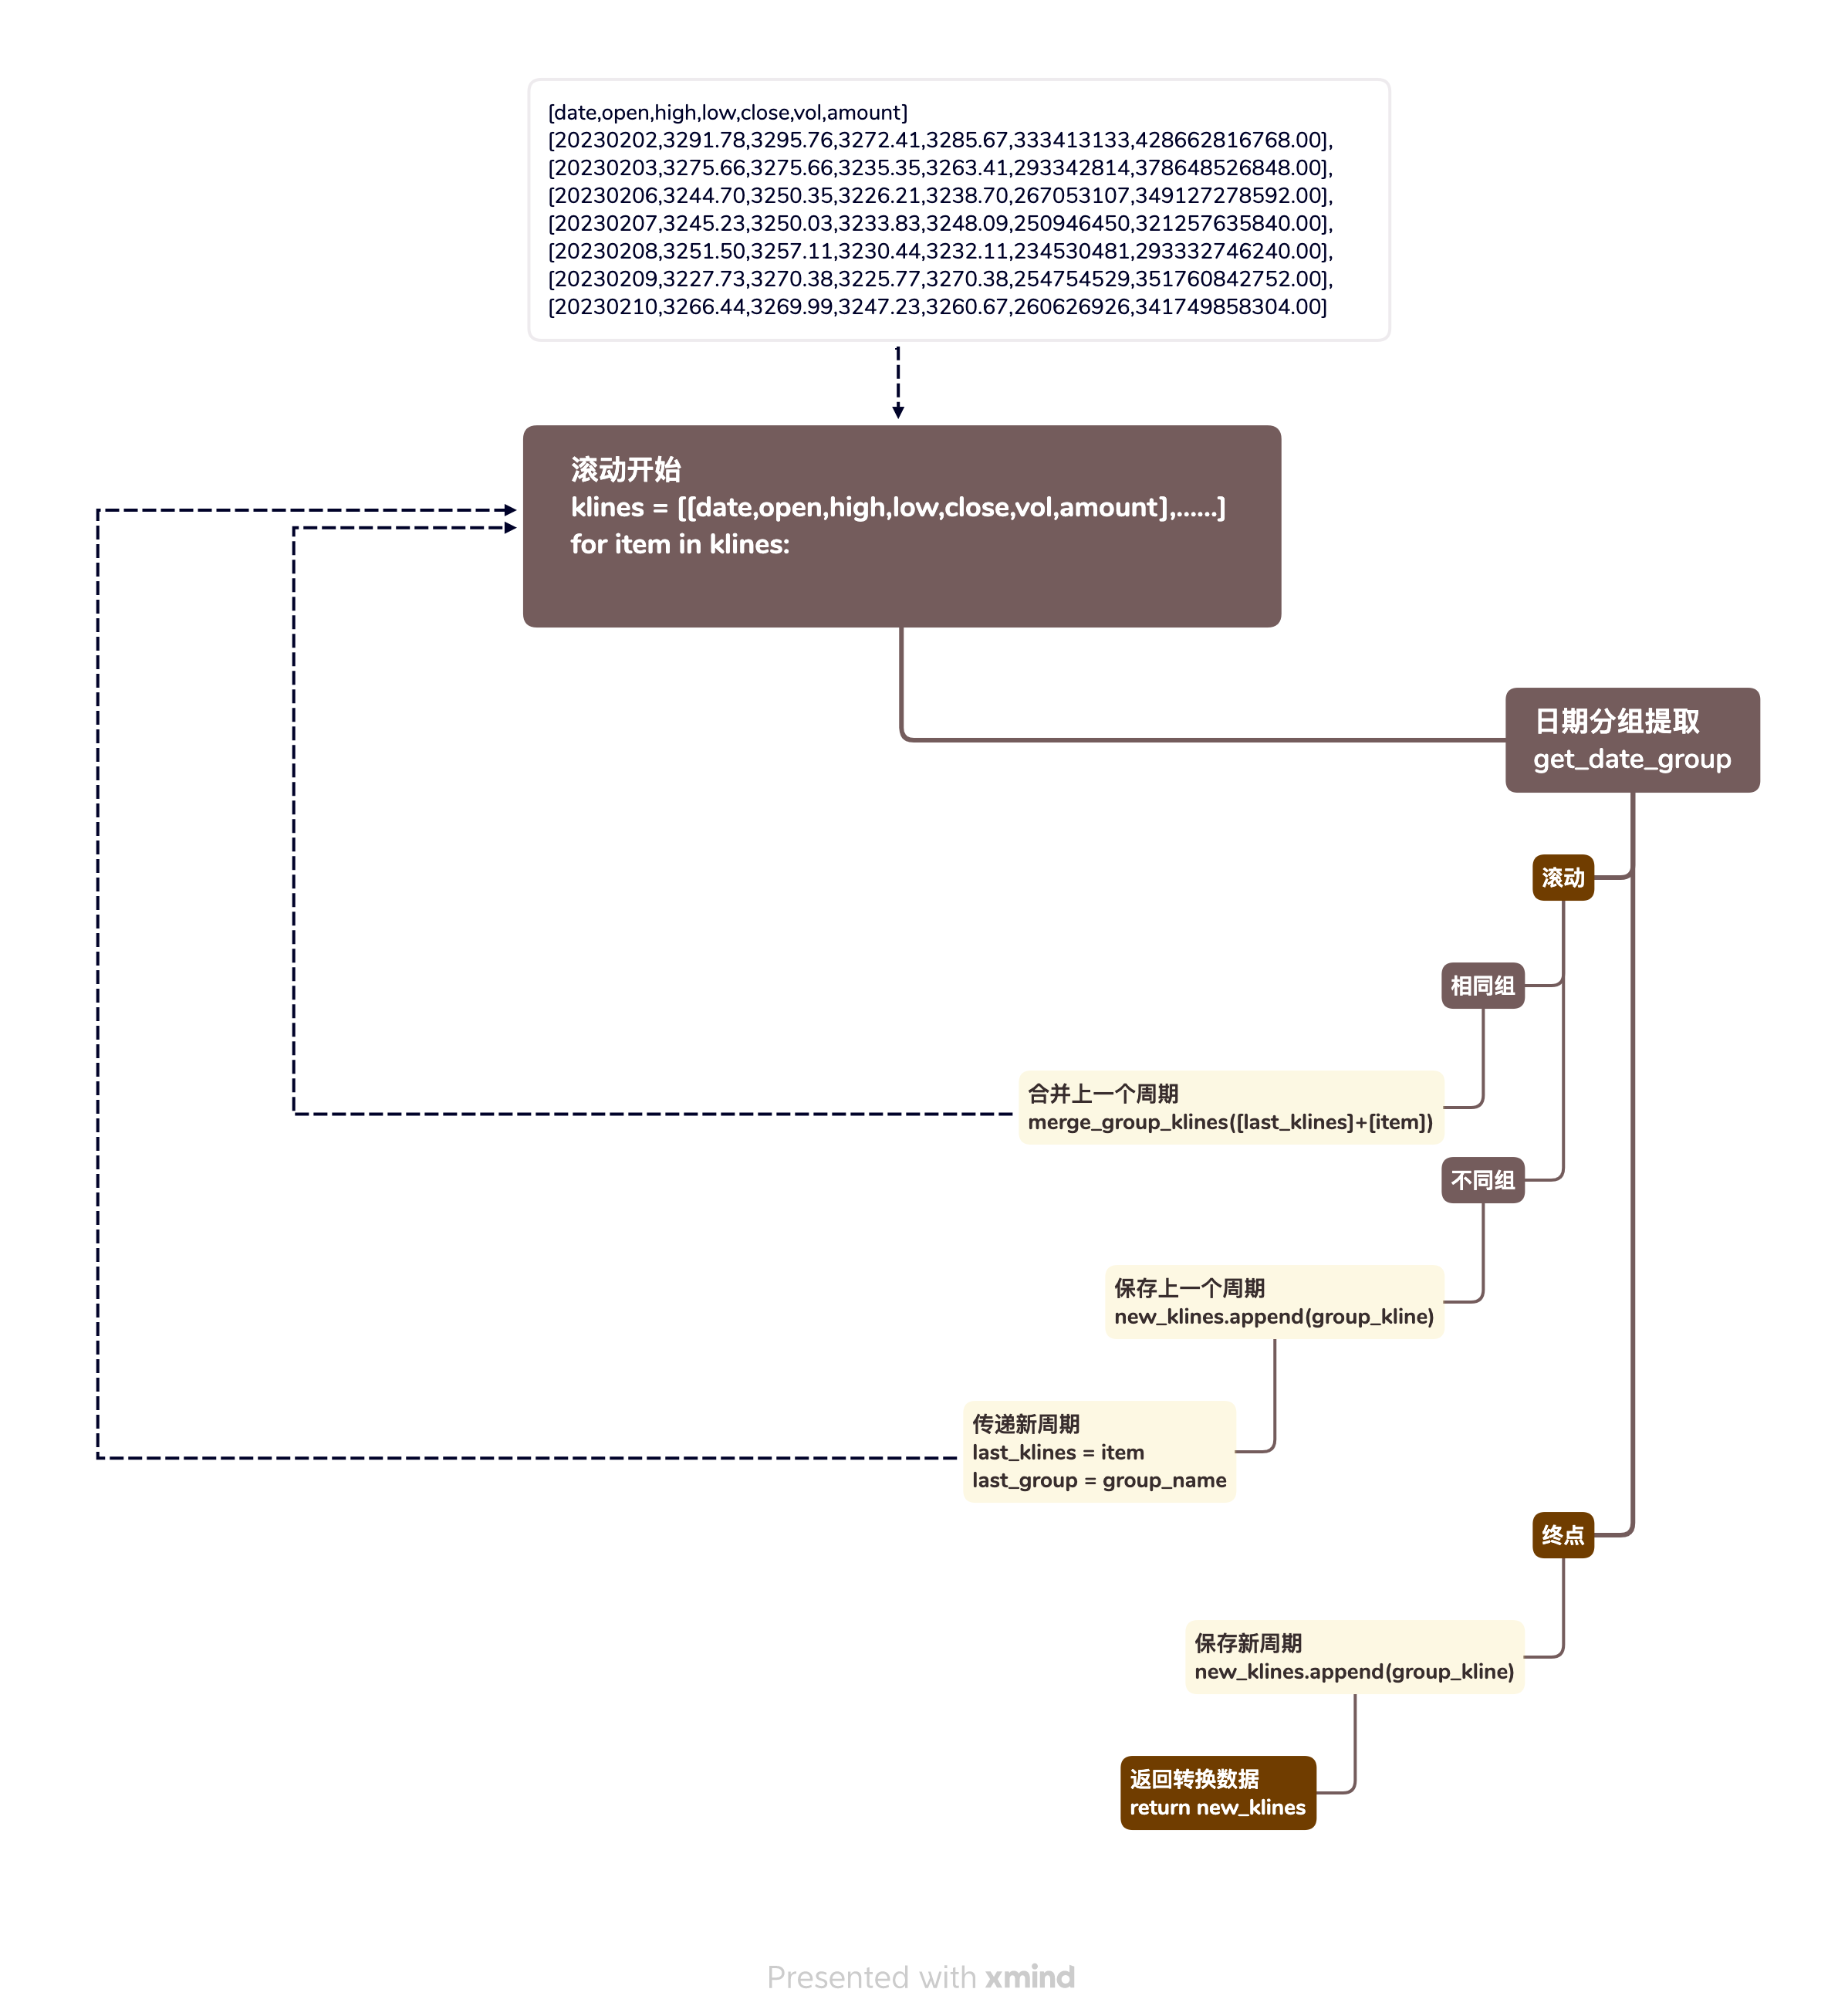 [date,open,high,low,close,vol,amount]
[20230202,3291.78,3295.76,3272.41,3285.67,333413133,428662816768.00],
[20230203,3275.66,3275.66,3235.35,3263.41,293342814,378648526848.00],
[20230206,3244.70,3250.35,3226.21,3238.70,267053107,349127278592.00],
[20230207,3245.23,3250.03,3233.83,3248.09,250946450,321257635840.00],
[20230208,3251.50,3257.11,3230.44,3232.11,234530481,293332746240.00],
[20230209,3227.73,3270.38,3225.77,3270.38,254754529,351760842752.00],
[20230210,3266.44,3269.99,3247.23,3260.67,260626926,341749858304.00]
滚动开始
klines = [[date,open,high,low,close,vol,amount],......]
for item in klines:
日期分组提取
get_date_group
滚动
相同组
合并上一个周期
merge_group_klines([last_klines]+[item])
不同组
保存上一个周期
new_klines.append(group_kline)
传递新周期
last_klines = item
last_group = group_name
终点
保存新周期
new_klines.append(group_kline)
返回转换数据
return new_klines
Presented with xmind